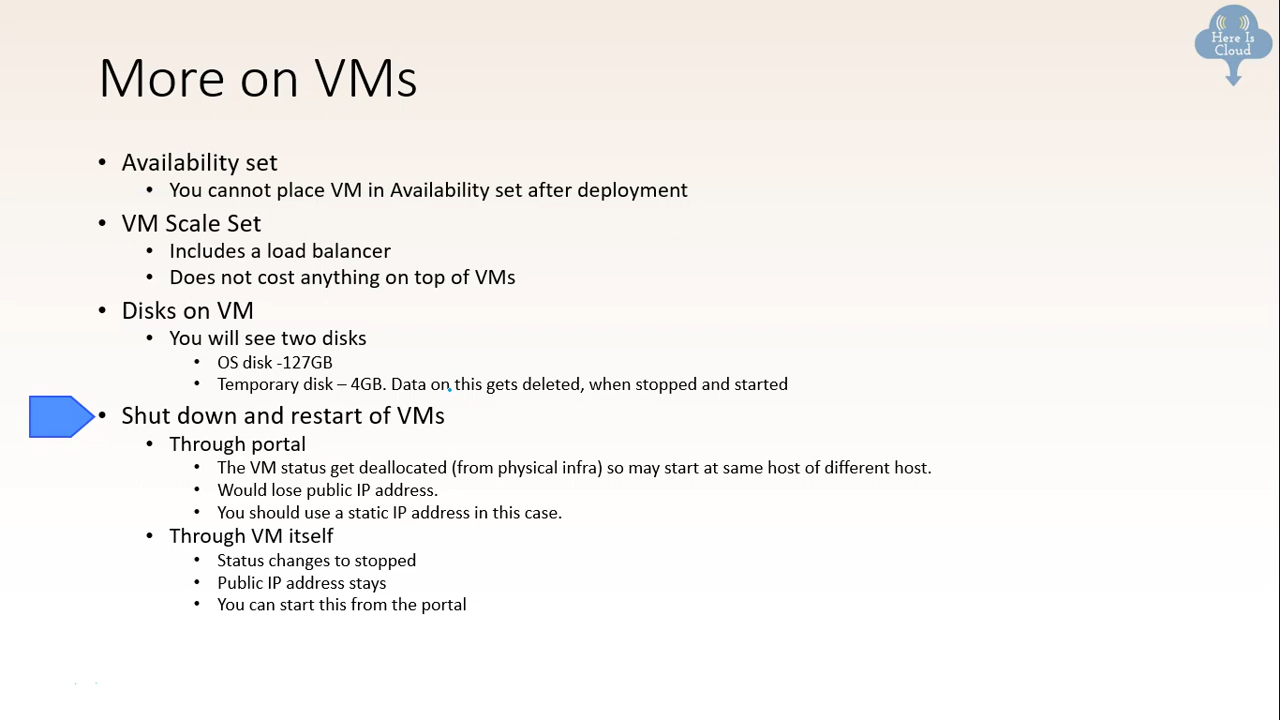 Here Is
Cloud
More on VMs
• Availability set
• You cannot place VM in Availability set after deployment
• VM Scale Set
• Includes a load balancer
• Does not cost anything on top of VMs
• Disks on VM
• You will see two disks
• OS disk -127GB
• Temporary disk – 4GB. Data on this gets deleted, when stopped and started
• Shut down and restart of VMs
• Through portal
• The VM status get deallocated (from physical infra) so may start at same host of different host.
• Would lose public IP address.
• You should use a static IP address in this case.
• Through VM itself
• Status changes to stopped
• Public IP address stays
• You can start this from the portal